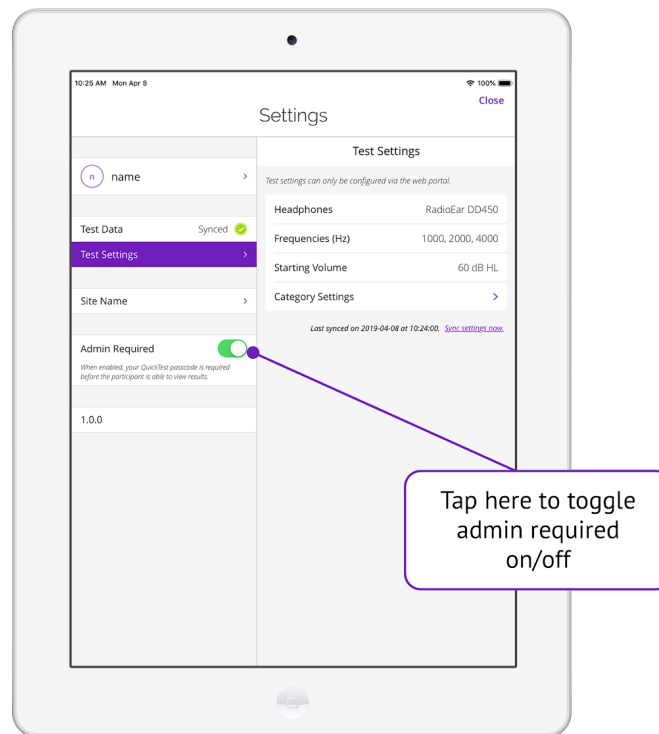 10:25 AM Mon Apr 8
100%
Close
Settings
n name
Test Data Synced
Test Settings
Site Name
Admin Required
When enabled, your QuickTest passcode is required
before the participant is able to view results.
1.0.0
Test Settings
Test settings can only be configured via the web portal.
Headphones RadioEar DD450
Frequencies (Hz) 1000, 2000, 4000
Starting Volume 60 dB HL
Category Settings
Last synced on 2019-04-08 at 10:24:00. Sync settings now.
Tap here to toggle
admin required
on/off